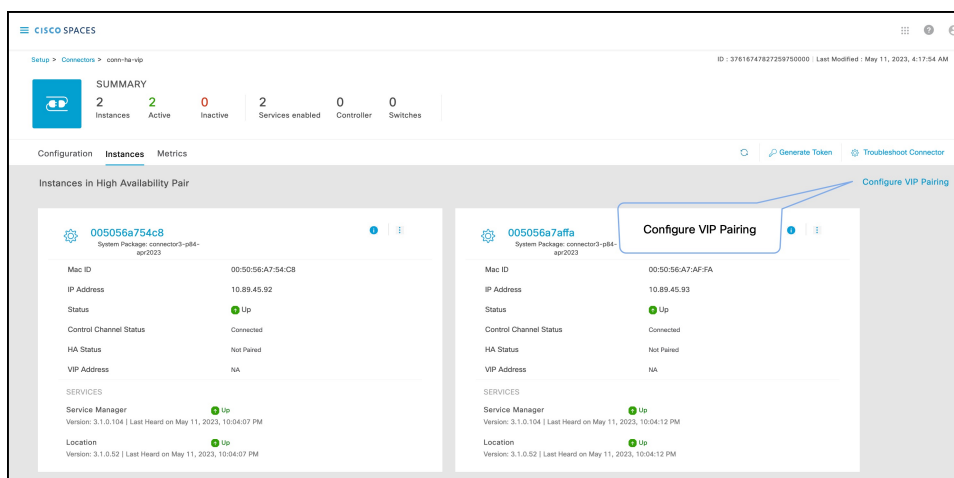 CISCO SPACES
Setup > Connectors > conn-ha-vip
ID : 37616747827259750000 | Last Modified : May 11, 2023, 4:17:54 AM
SUMMARY
2 2 0 2 0 0
Instances Active Inactive Services enabled Controller Switches
Configuration Instances Metrics
Generate Token Troubleshoot Connector
Instances in High Availability Pair
Configure VIP Pairing
Configure VIP Pairing
005056a754c8
System Package: connector3-p84-
apr2023
Mac ID 00:50:56:A7:54:C8
IP Address 10.89.45.92
Status Up
Control Channel Status Connected
HA Status Not Paired
VIP Address NA
SERVICES
Service Manager Up
Version: 3.1.0.104 | Last Heard on May 11, 2023, 10:04:07 PM
Location Up
Version: 3.1.0.52 | Last Heard on May 11, 2023, 10:04:07 PM
005056a7affa
System Package: connector3-p84-
apr2023
Mac ID 00:50:56:A7:AF:FA
IP Address 10.89.45.93
Status Up
Control Channel Status Connected
HA Status Not Paired
VIP Address NA
SERVICES
Service Manager Up
Version: 3.1.0.104 | Last Heard on May 11, 2023, 10:04:12 PM
Location Up
Version: 3.1.0.52 | Last Heard on May 11, 2023, 10:04:12 PM